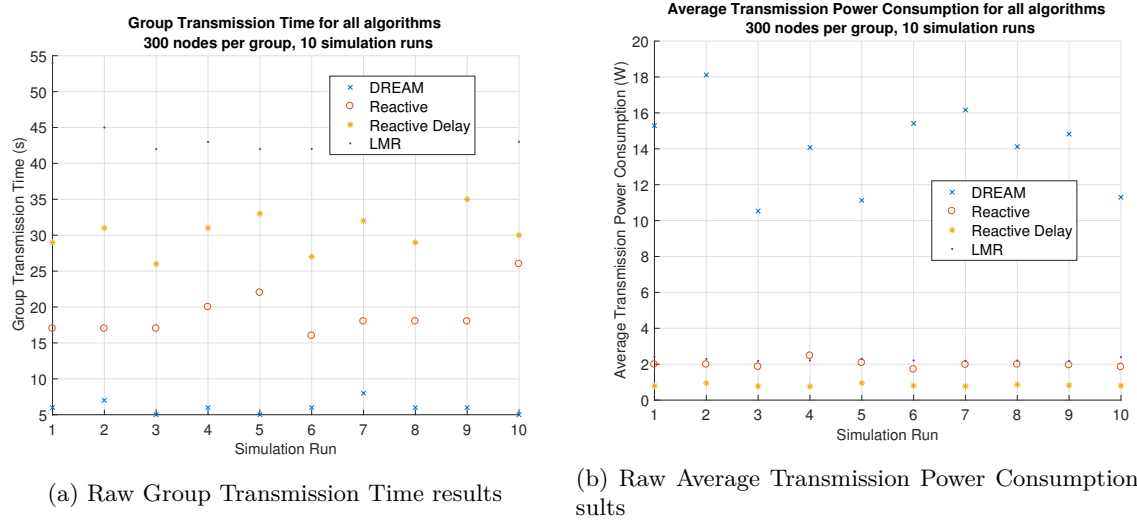 Group Transmission Time for all algorithms
300 nodes per group, 10 simulation runs
55
50
45
40
35
30
25
20
15
10
5
Group Transmission Time (s)
DREAM
Reactive
Reactive Delay
LMR
1 2 3 4 5 6 7 8 9 10
Simulation Run
(a) Raw Group Transmission Time results
Average Transmission Power Consumption for all algorithms
300 nodes per group, 10 simulation runs
20
18
16
14
12
10
8
6
4
2
0
Average Transmission Power Consumption (W)
DREAM
Reactive
Reactive Delay
LMR
1 2 3 4 5 6 7 8 9 10
Simulation Run
(b) Raw Average Transmission Power Consumption
sults